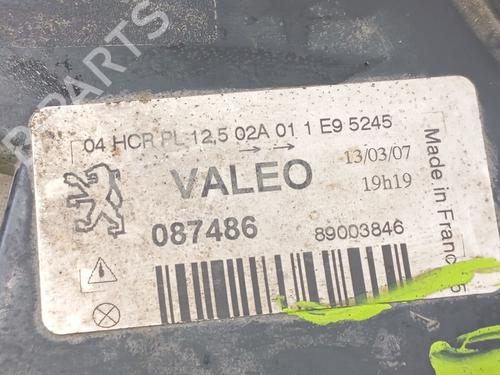 04 HCR PL 12,5 02A 01 1 E9 5245
VALEO
13/03/07
19h19
087486
89003846
Made in France
B-PARTS